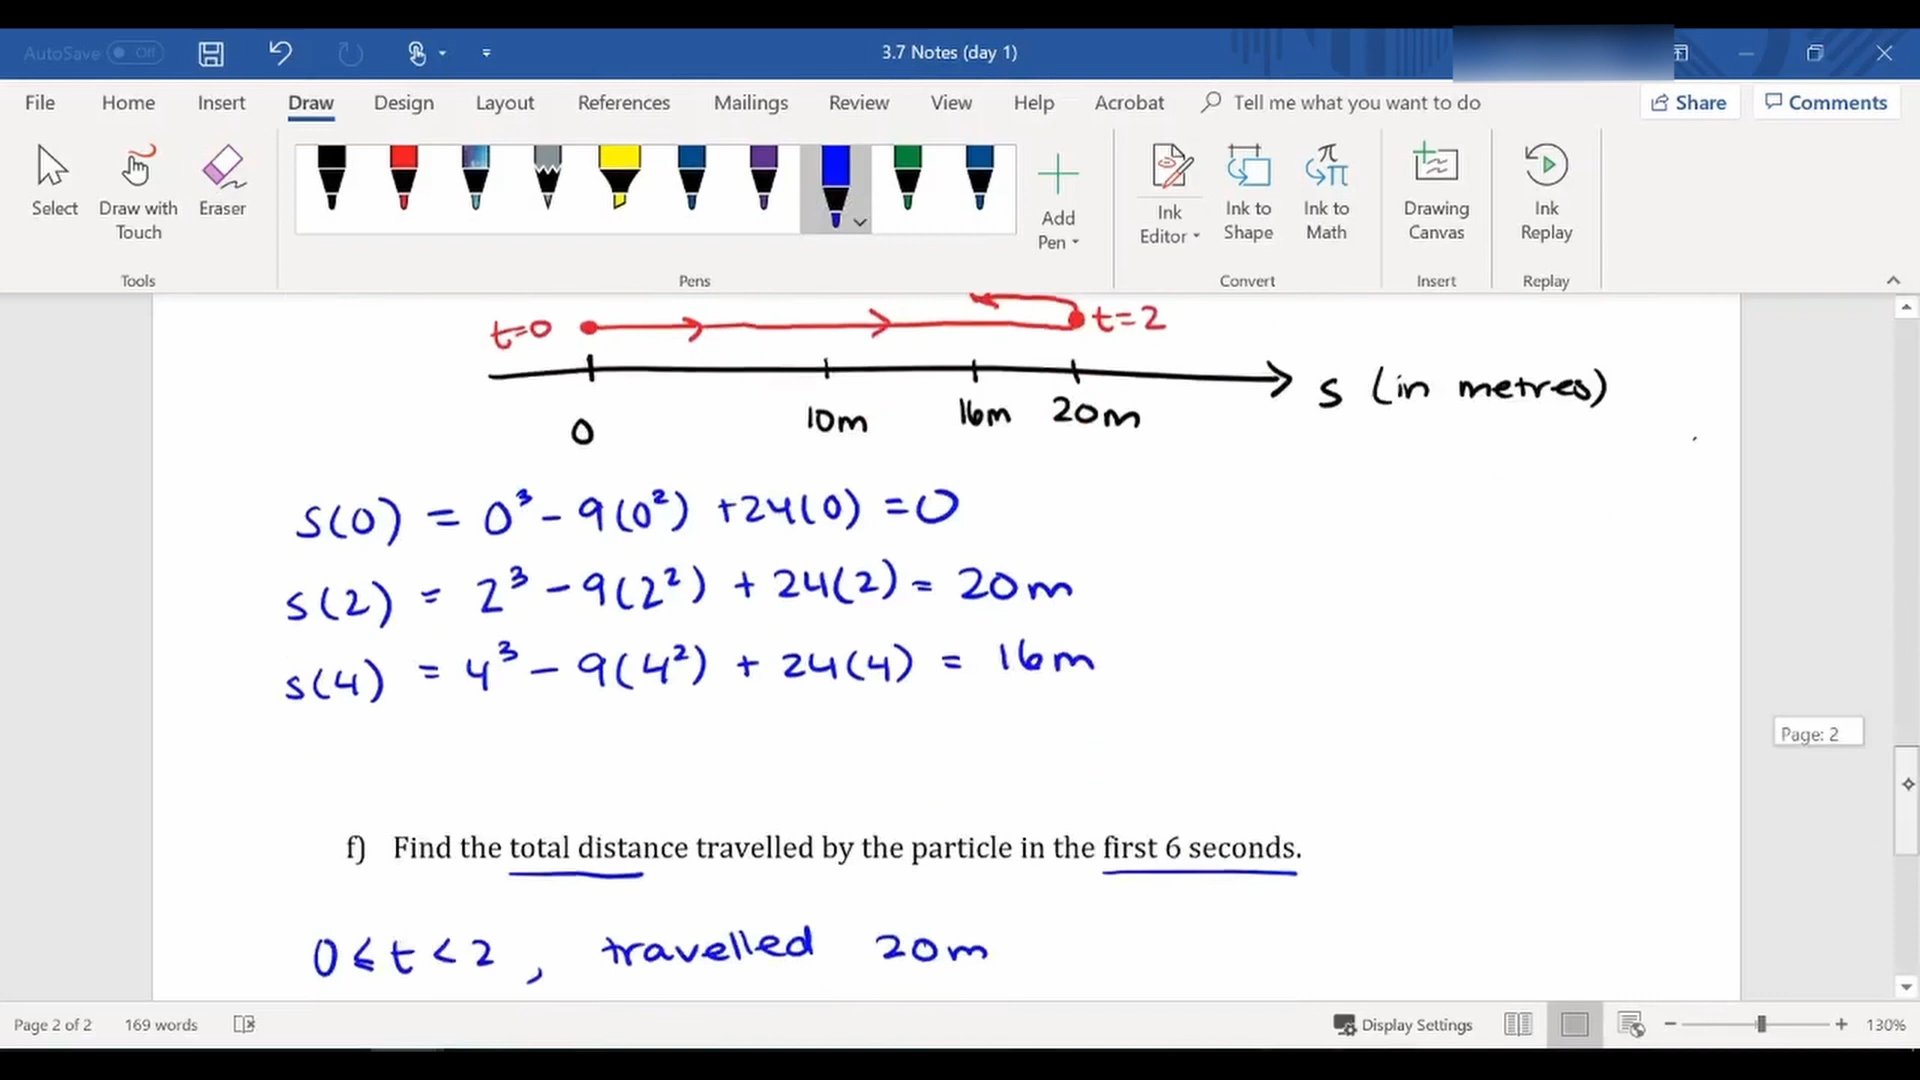 AutoSave Off
3.7 Notes (day 1)
File Home Insert Draw Design Layout References Mailings Review View Help Acrobat Tell me what you want to do Share Comments
Select
Draw with Touch
Eraser
Add Pen
Ink Editor
Ink to Shape
Ink to Math
Drawing Canvas
Ink Replay
Tools Pens Convert Insert Replay
t=0 t=2
0 10m 16m 20m s (in metres)
s(0) = 0³ - 9(0²) + 24(0) = 0
s(2) = 2³ - 9(2²) + 24(2) = 20m
s(4) = 4³ - 9(4²) + 24(4) = 16m
Page: 2
f) Find the total distance travelled by the particle in the first 6 seconds.
0 ≤ t < 2, travelled 20m
Page 2 of 2 169 words Display Settings 130%